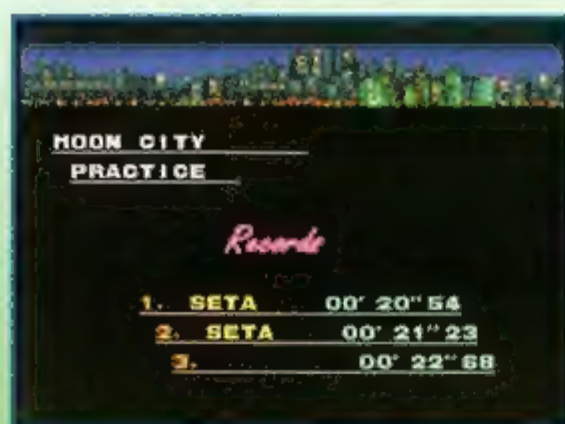 MOON CITY
PRACTICE
Records
1. SETA 00' 20" 54
2. SETA 00' 21" 23
3. 00' 22" 68